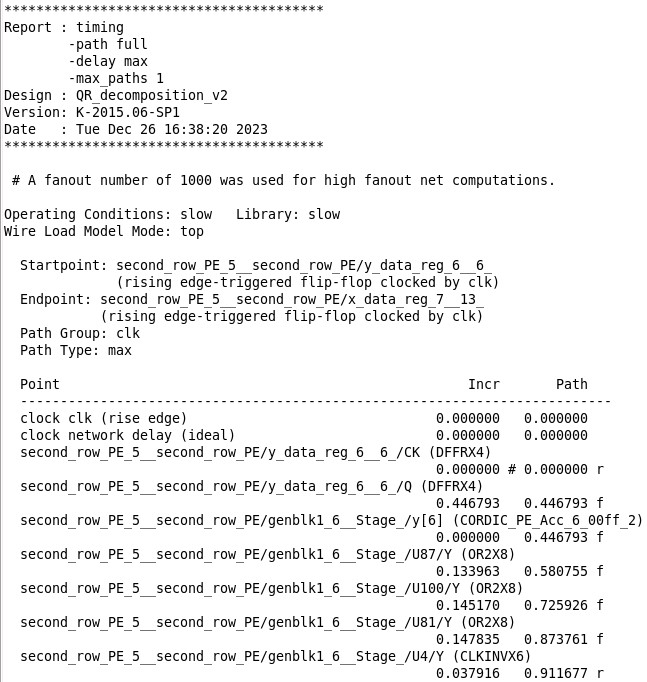 ****************************************
Report : timing
        -path full
        -delay max
        -max_paths 1
Design : QR_decomposition_v2
Version: K-2015.06-SP1
Date   : Tue Dec 26 16:38:20 2023
****************************************

 # A fanout number of 1000 was used for high fanout net computations.

Operating Conditions: slow   Library: slow
Wire Load Model Mode: top

  Startpoint: second_row_PE_5__second_row_PE/y_data_reg_6__6_
              (rising edge-triggered flip-flop clocked by clk)
  Endpoint: second_row_PE_5__second_row_PE/x_data_reg_7__13_
            (rising edge-triggered flip-flop clocked by clk)
  Path Group: clk
  Path Type: max

  Point                                                   Incr       Path
  --------------------------------------------------------------------------
  clock clk (rise edge)                               0.000000   0.000000
  clock network delay (ideal)                         0.000000   0.000000
  second_row_PE_5__second_row_PE/y_data_reg_6__6_/CK (DFFRX4)
                                                      0.000000 # 0.000000 r
  second_row_PE_5__second_row_PE/y_data_reg_6__6_/Q (DFFRX4)
                                                      0.446793   0.446793 f
  second_row_PE_5__second_row_PE/genblk1_6__Stage_/y[6] (CORDIC_PE_Acc_6_00ff_2)
                                                      0.000000   0.446793 f
  second_row_PE_5__second_row_PE/genblk1_6__Stage_/U87/Y (OR2X8)
                                                      0.133963   0.580755 f
  second_row_PE_5__second_row_PE/genblk1_6__Stage_/U100/Y (OR2X8)
                                                      0.145170   0.725926 f
  second_row_PE_5__second_row_PE/genblk1_6__Stage_/U81/Y (OR2X8)
                                                      0.147835   0.873761 f
  second_row_PE_5__second_row_PE/genblk1_6__Stage_/U4/Y (CLKINVX6)
                                                      0.037916   0.911677 r